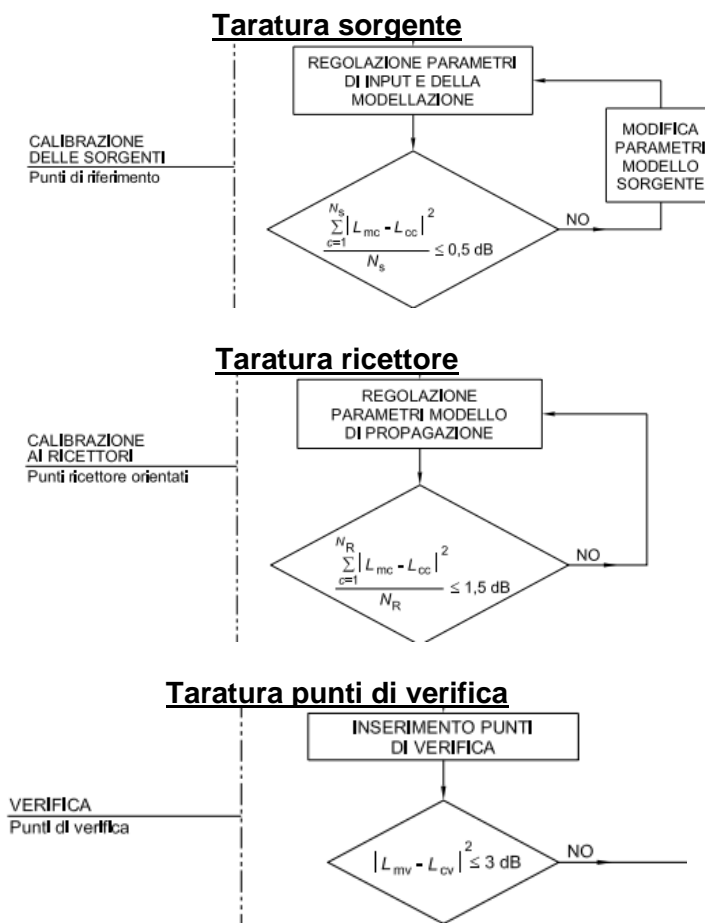 Taratura sorgente
REGOLAZIONE PARAMETRI
DI INPUT E DELLA
MODELLAZIONE
MODIFICA
PARAMETRI
MODELLO
SORGENTE
CALIBRAZIONE
DELLE SORGENTI
Punti di riferimento
N_s
∑|L_mc - L_cc|²
c=1
N_s
≤ 0,5 dB
NO
Taratura ricettore
REGOLAZIONE
PARAMETRI MODELLO
DI PROPAGAZIONE
CALIBRAZIONE
AI RICETTORI
Punti ricettore orientati
N_R
∑|L_mc - L_cc|²
c=1
N_R
≤ 1,5 dB
NO
Taratura punti di verifica
INSERIMENTO PUNTI
DI VERIFICA
VERIFICA
Punti di verifica
|L_mv - L_cv|² ≤ 3 dB
NO